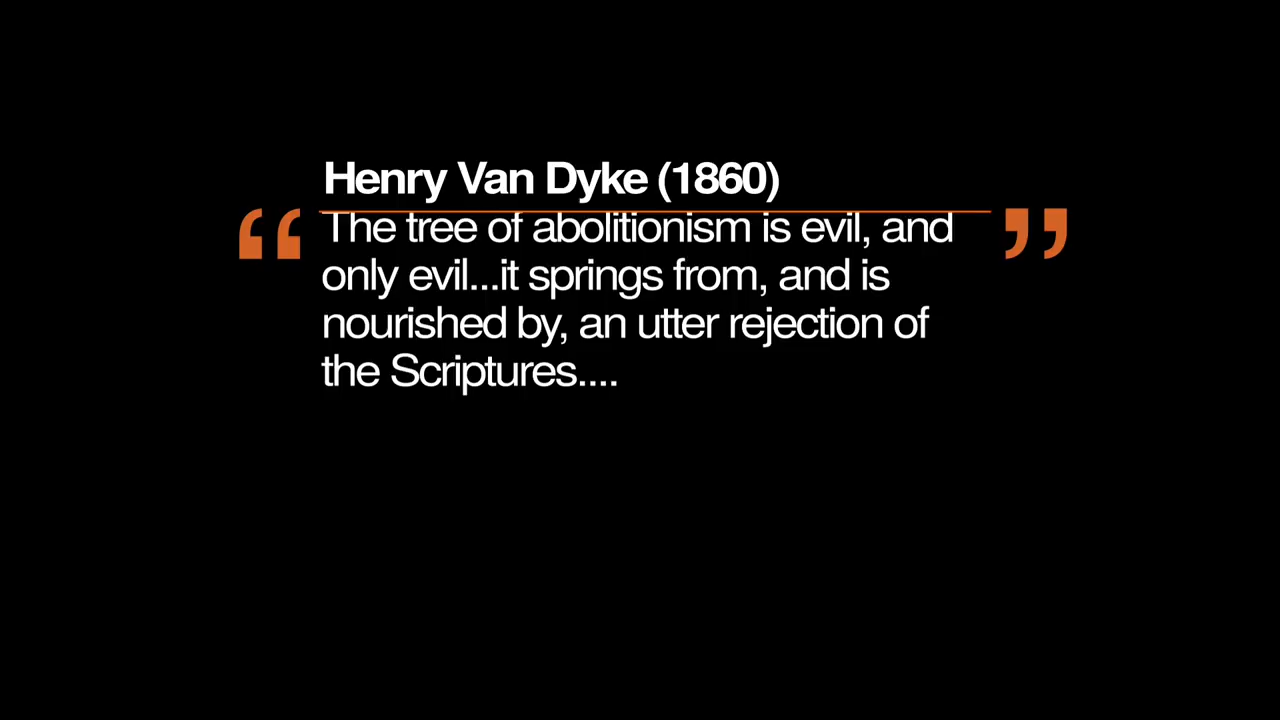 Henry Van Dyke (1860)
“The tree of abolitionism is evil, and”
only evil...it springs from, and is
nourished by, an utter rejection of
the Scriptures....